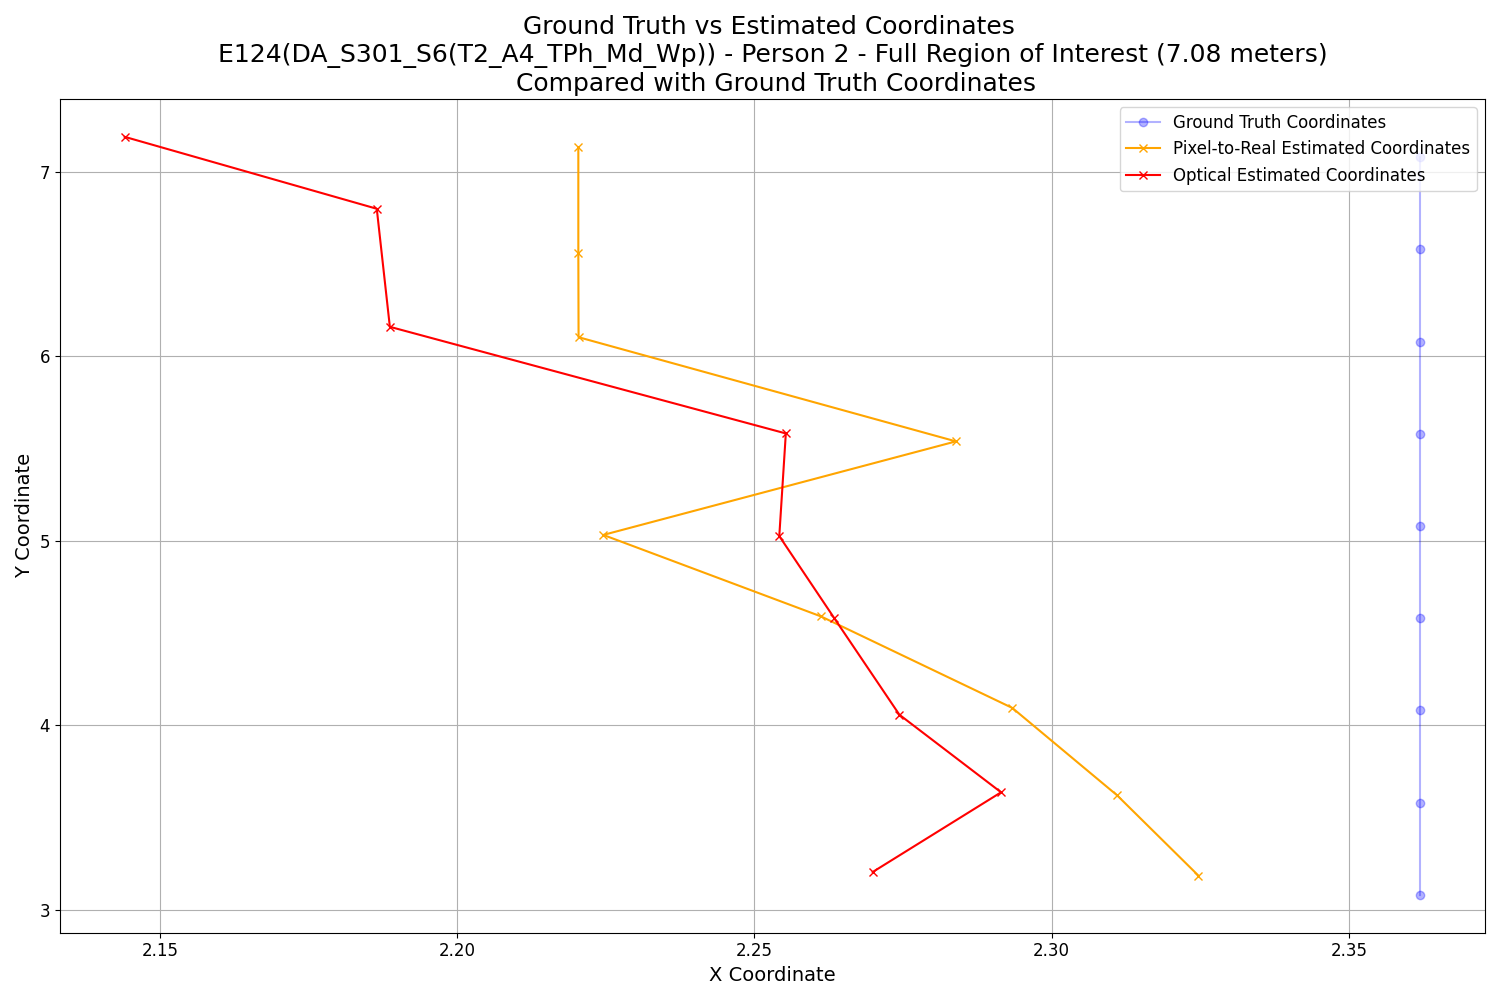 Ground Truth vs Estimated Coordinates
E124(DA_S301_S6(T2_A4_TPh_Md_Wp)) - Person 2 - Full Region of Interest (7.08 meters)
Compared with Ground Truth Coordinates
Ground Truth Coordinates
Pixel-to-Real Estimated Coordinates
Optical Estimated Coordinates
Y Coordinate
7
6
5
4
3
2.15
2.20
2.25
2.30
2.35
X Coordinate